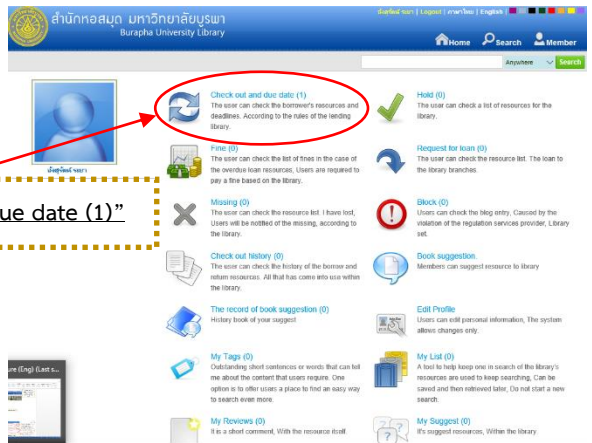 สำนักหอสมุด มหาวิทยาลัยบูรพา
Burapha University Library
| Logout | ภาษาไทย | English |
Home Search Member
Anywhere Search
Check out and due date (1)
The user can check the borrower's resources and
deadlines. According to the rules of the lending
library.
Hold (0)
The user can check a list of resources for the
library.
Fine (0)
The user can check the list of fines in the case of
the overdue loan resources, Users are required to
pay a fine based on the library.
Request for loan (0)
The user can check the resource list. The loan to
the library branches.
ue date (1)"
Missing (0)
The user can check the resource list. I have lost,
Users will be notified of the missing, according to
the library.
Block (0)
Users can check the blog entry, Caused by the
violation of the regulation services provider, Library
set.
Check out history (0)
The user can check the history of the borrow and
return resources. All that has come into use within
the library.
Book suggestion.
Members can suggest resource to library
The record of book suggestion (0)
History book of your suggest
Edit Profile
Users can edit personal information, The system
allows changes only.
My Tags (0)
Outstanding short sentences or words that can tell
me about the content that users require. One
option is to offer users a place to find an easy way
to search even more.
My List (0)
A tool to help keep one in search of the library's
resources are used to keep searching, Can be
saved and then retrieved later, Do not start a new
search.
ure (Eng) (Last s...
My Reviews (0)
It is a short comment, With the resource itself.
My Suggest (0)
It's suggest resources, Within the library.